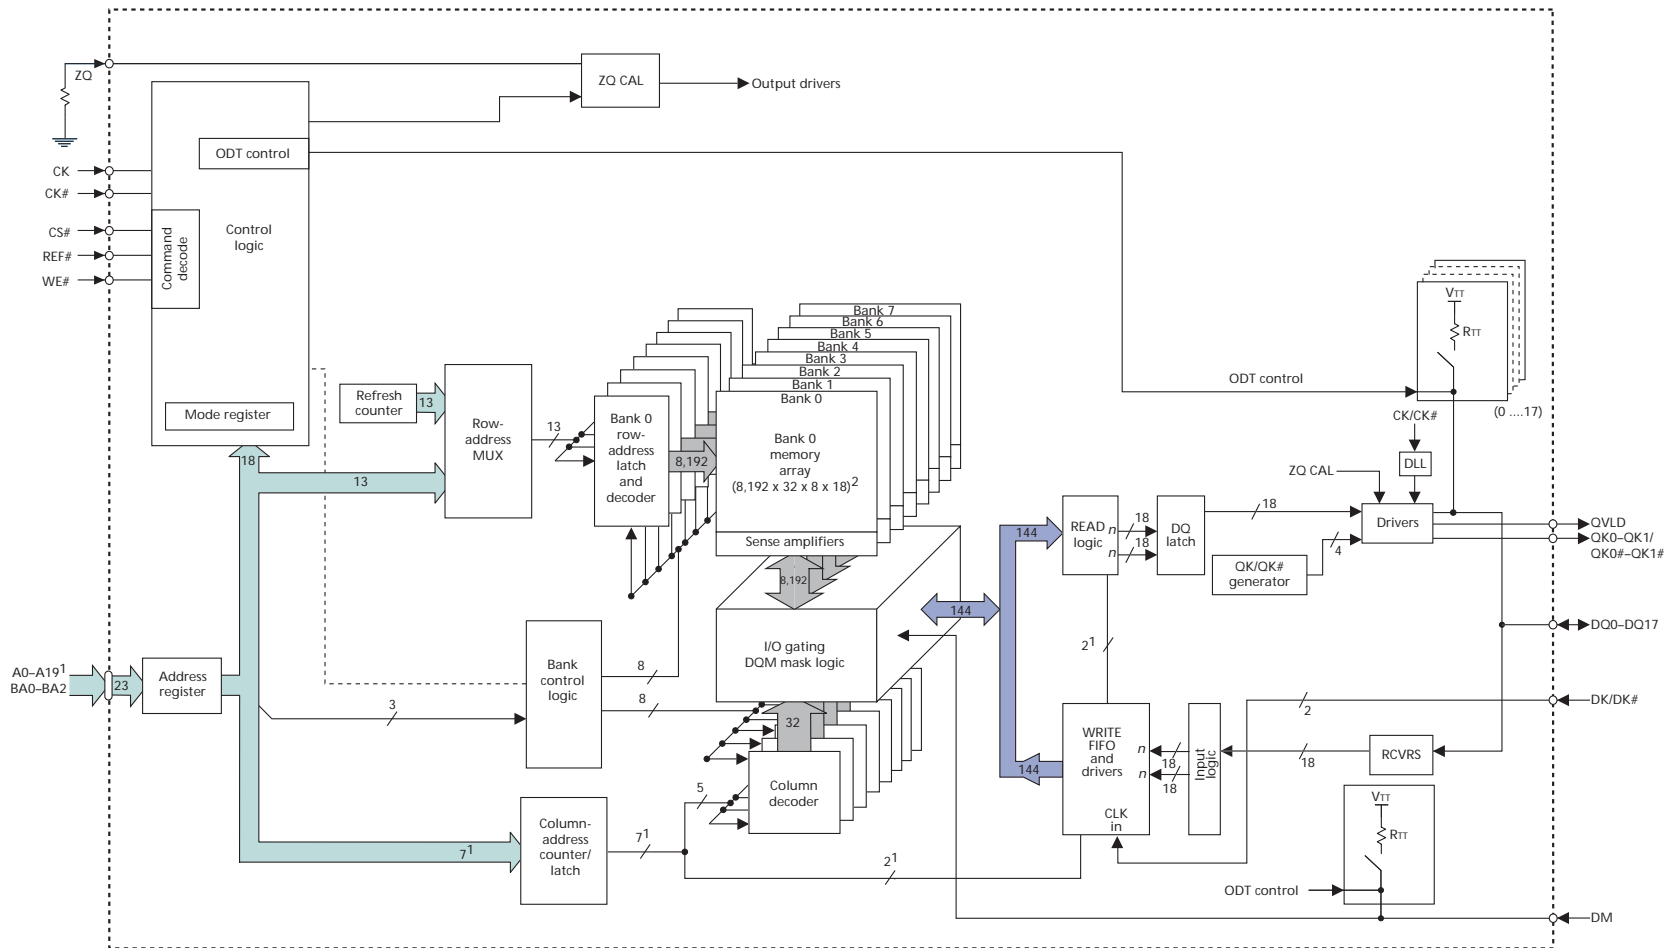 ZQ
ZQ CAL
Output drivers
ODT control
CK
CK#
Control
logic
CS#
REF#
WE#
Command
decode
Mode register
Refresh
counter
13
Row-
address
MUX
13
18
13
Bank 0
row-
address
latch
and
decoder
8,192
Bank 7
Bank 6
Bank 5
Bank 4
Bank 3
Bank 2
Bank 1
Bank 0
Bank 0
memory
array
(8,192 x 32 x 8 x 18)2
Sense amplifiers
8,192
I/O gating
DQM mask logic
VTT
RTT
ODT control
(0 ....17)
CK/CK#
DLL
ZQ CAL
Drivers
READ
logic
n
n
18
18
DQ
latch
18
QK/QK#
generator
4
QVLD
QK0–QK1/
QK0#–QK1#
144
144
144
21
DQ0–DQ17
A0–A191
BA0–BA2
23
Address
register
Bank
control
logic
8
8
3
32
Column
decoder
5
Column-
address
counter/
latch
71
71
21
WRITE
FIFO
and
drivers
n
n
CLK
in
18
18
Input
logic
2
DK/DK#
18
RCVRS
VTT
RTT
ODT control
DM